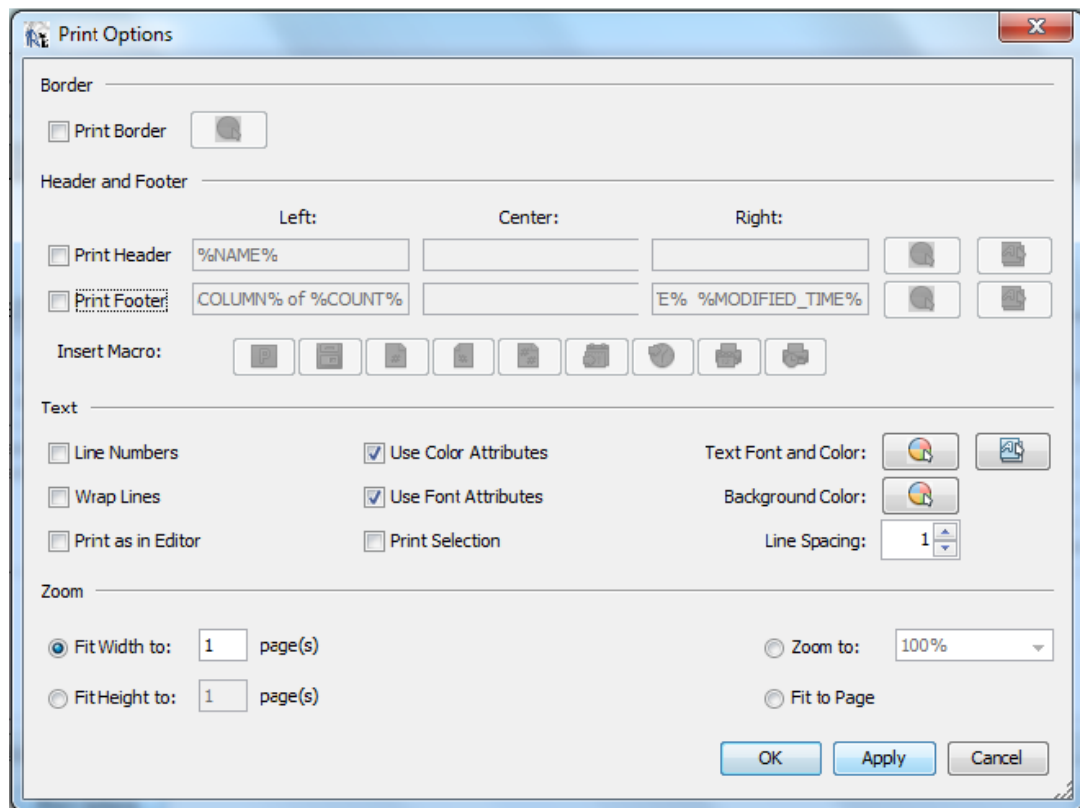 Print Options
Border
Print Border
Header and Footer
Left: Center: Right:
Print Header %NAME%
Print Footer COLUMN% of %COUNT% E% %MODIFIED_TIME%
Insert Macro:
Text
Line Numbers Use Color Attributes Text Font and Color:
Wrap Lines Use Font Attributes Background Color:
Print as in Editor Print Selection Line Spacing: 1
Zoom
Fit Width to: 1 page(s) Zoom to: 100%
Fit Height to: 1 page(s) Fit to Page
OK Apply Cancel